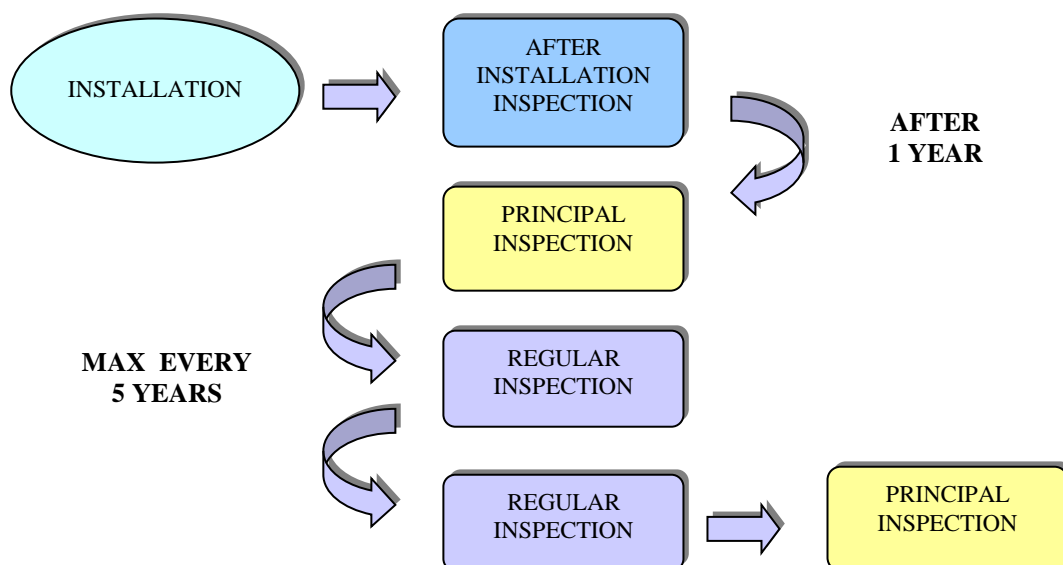 INSTALLATION
AFTER
INSTALLATION
INSPECTION
AFTER
1 YEAR
PRINCIPAL
INSPECTION
MAX EVERY
5 YEARS
REGULAR
INSPECTION
REGULAR
INSPECTION
PRINCIPAL
INSPECTION